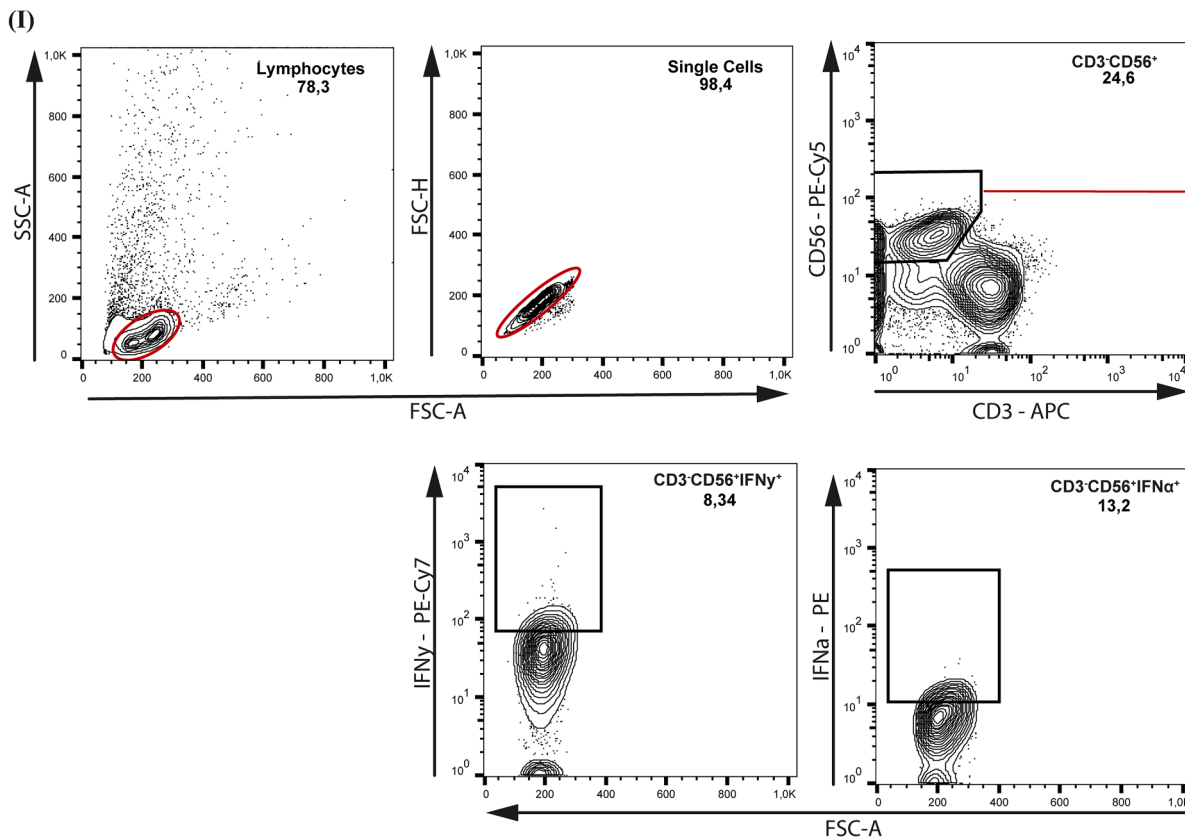 (I)
SSC-A
1,0K
800
600
400
200
0
Lymphocytes
78,3
0 200 400 600 800 1,0K
FSC-H
1,0K
800
600
400
200
0
Single Cells
98,4
0 200 400 600 800 1,0K
FSC-A
CD56 - PE-Cy5
10⁴
10³
10²
10¹
10⁰
CD3⁻CD56⁺
24,6
10⁰ 10¹ 10² 10³ 10⁴
CD3 - APC
IFNy - PE-Cy7
10⁴
10³
10²
10¹
10⁰
CD3⁻CD56⁺IFNy⁺
8,34
0 200 400 600 800 1,0K
IFNa - PE
10⁴
10³
10²
10¹
10⁰
CD3⁻CD56⁺IFNα⁺
13,2
0 200 400 600 800 1,0K
FSC-A